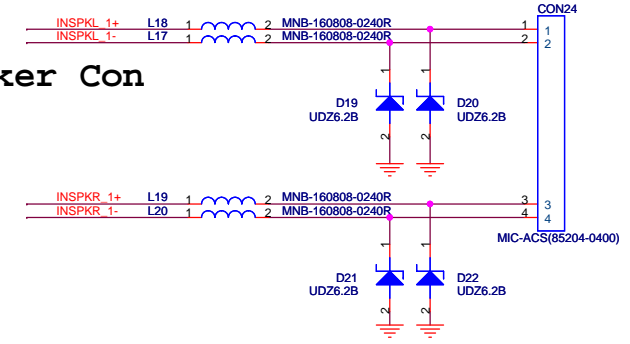 CON24
INSPKL_1+ L18 1 2 MNB-160808-0240R 1 1
INSPKL_1- L17 1 2 MNB-160808-0240R 2 2
ker Con
1 1
D19 D20
UDZ6.2B UDZ6.2B
2 2
INSPKR_1+ L19 1 2 MNB-160808-0240R 3 3
INSPKR_1- L20 1 2 MNB-160808-0240R 4 4
MIC-ACS(85204-0400)
1 1
D21 D22
UDZ6.2B UDZ6.2B
2 2